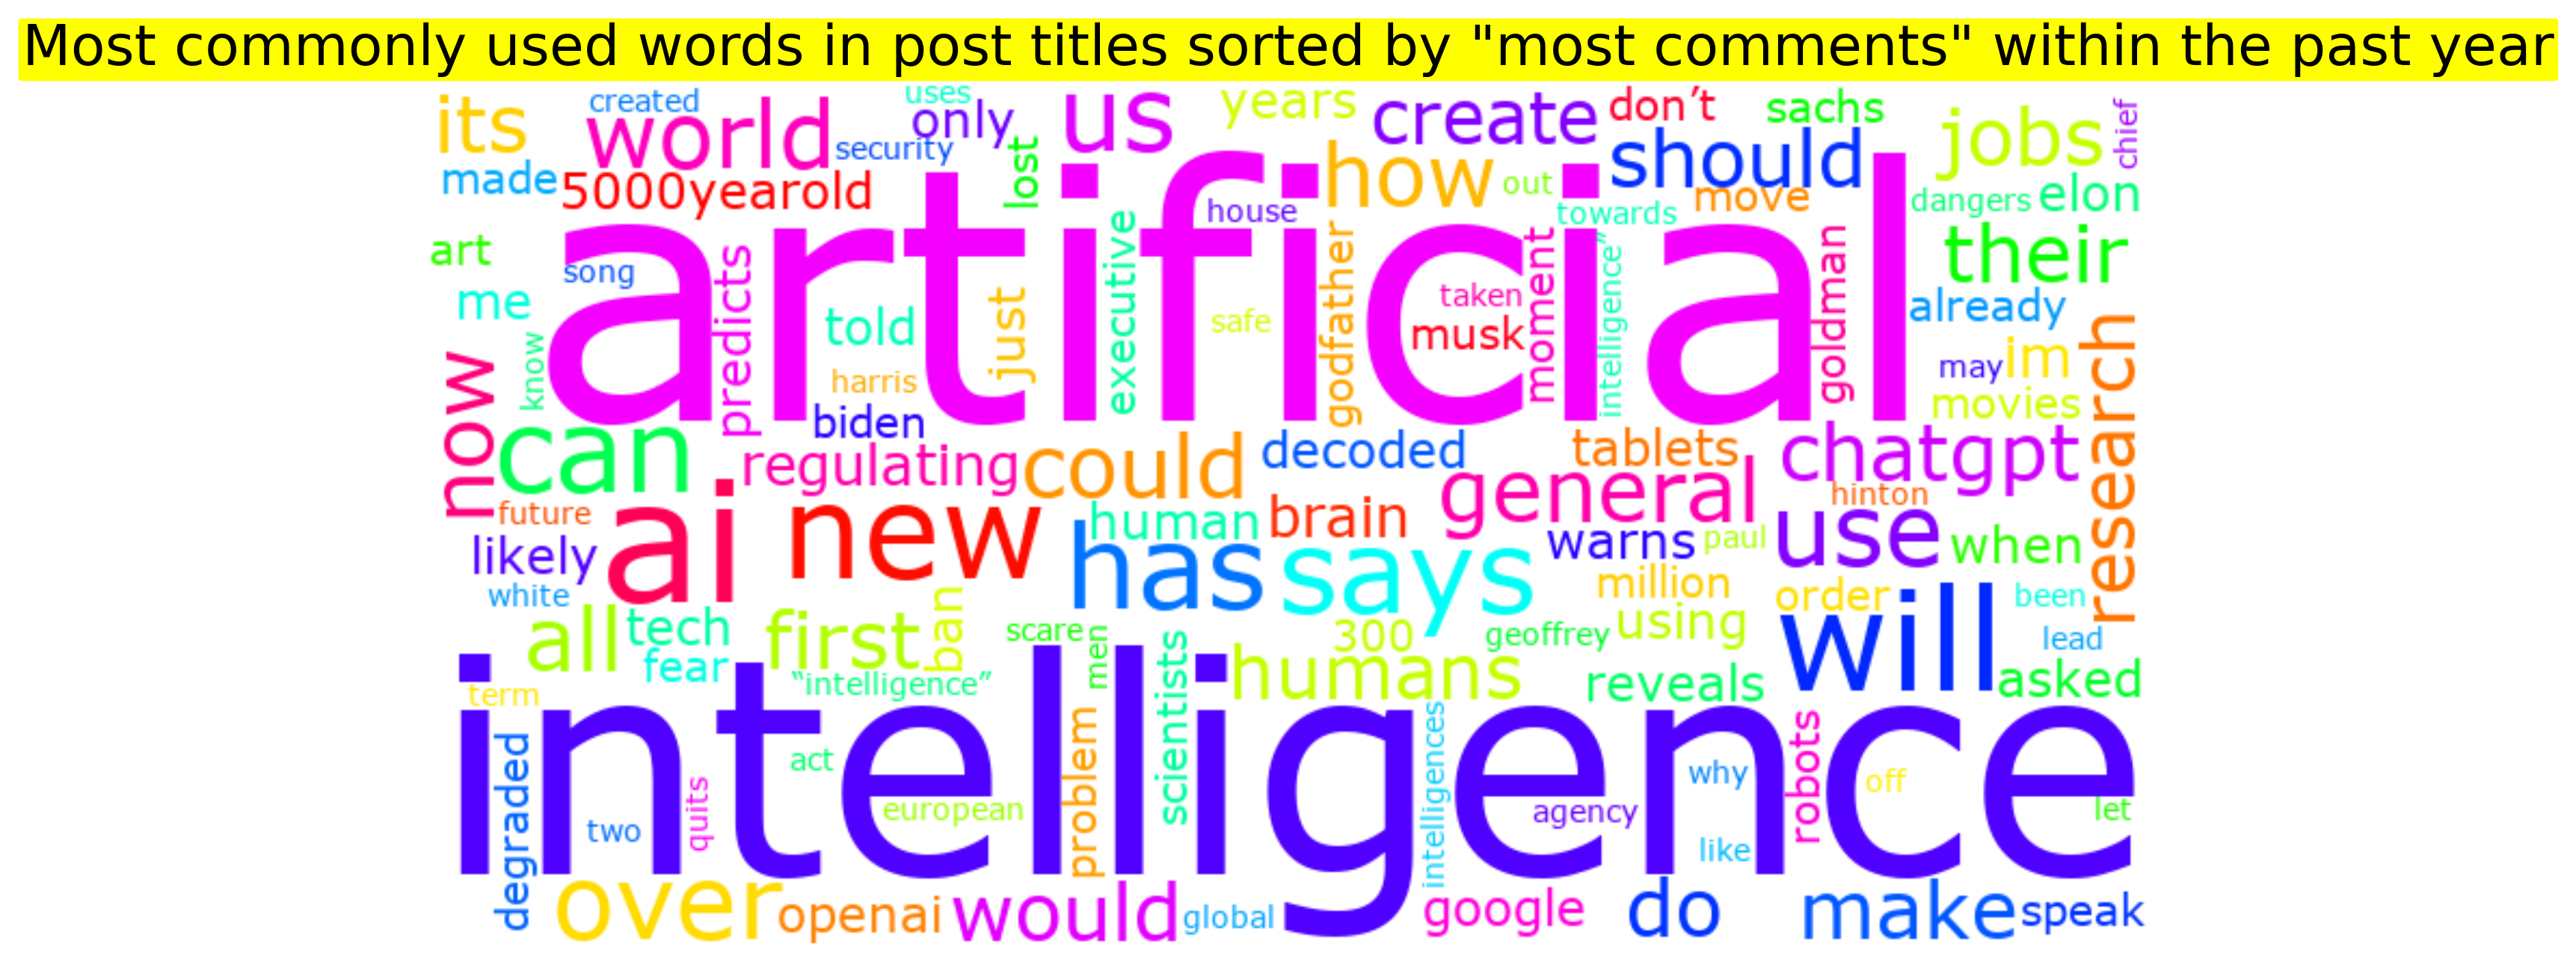 Most commonly used words in post titles sorted by "most comments" within the past year
its
created
world
uses
only
security
us
years
create
don’t
sachs
jobs
chief
made
5000yearold
lost
how
out
should
move
dangers
elon
house
towards
art
song
artificial
predicts
executive
godfather
moment
intelligence”
goldman
their
me
told
just
safe
taken
musk
already
know
harris
biden
may
im
movies
research
now
can
regulating
could
decoded
tablets
chatgpt
general
hinton
future
ai
new
human
brain
has
says
warns
paul
use
when
likely
white
million
order
will
been
all
tech
first
ban
scare
men
scientists
300
geoffrey
using
lead
fear
“intelligence”
humans
reveals
asked
term
intelligence
degraded
two
quits
act
european
problem
intelligences
agency
why
like
robots
off
let
over
openai
would
global
google
do
make
speak